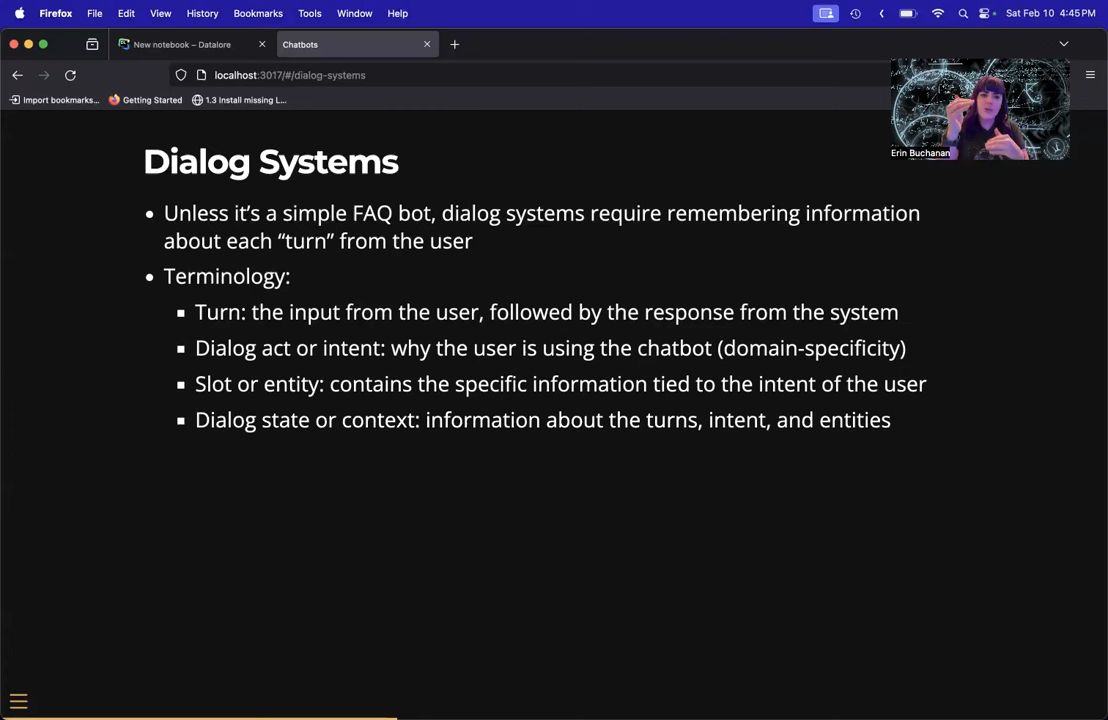 Firefox File Edit View History Bookmarks Tools Window Help Sat Feb 10 4:45 PM
New notebook – Datalore Chatbots
localhost:3017/#/dialog-systems
Import bookmarks... Getting Started 1.3 Install missing L...
Erin Buchanan
Dialog Systems
• Unless it’s a simple FAQ bot, dialog systems require remembering information
about each “turn” from the user
• Terminology:
▪ Turn: the input from the user, followed by the response from the system
▪ Dialog act or intent: why the user is using the chatbot (domain-specificity)
▪ Slot or entity: contains the specific information tied to the intent of the user
▪ Dialog state or context: information about the turns, intent, and entities